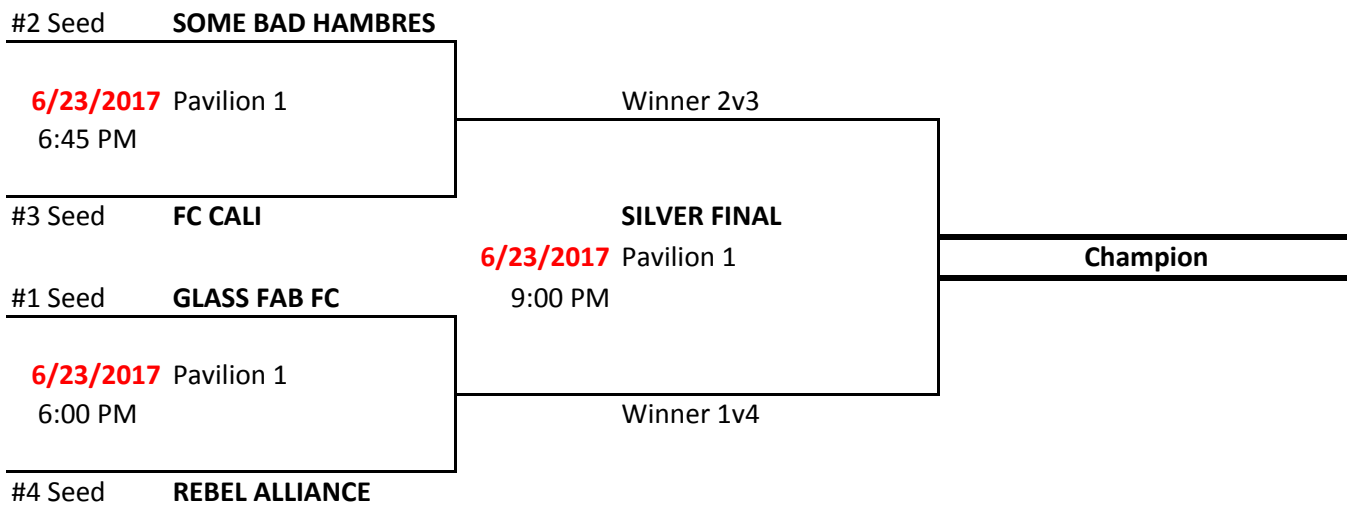 #2 Seed SOME BAD HAMBRES
6/23/2017 Pavilion 1 Winner 2v3
6:45 PM
#3 Seed FC CALI SILVER FINAL
6/23/2017 Pavilion 1 Champion
#1 Seed GLASS FAB FC 9:00 PM
6/23/2017 Pavilion 1
6:00 PM Winner 1v4
#4 Seed REBEL ALLIANCE